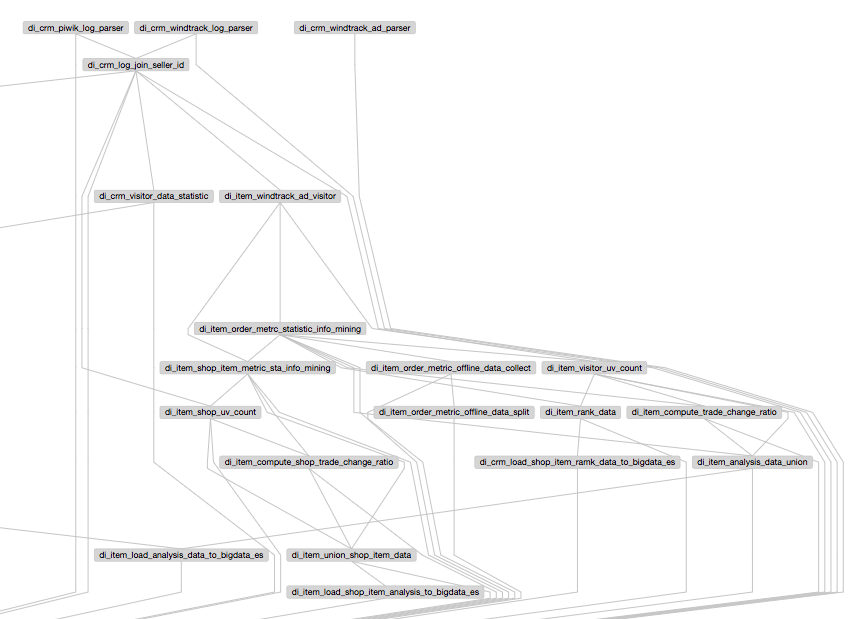 di_crm_piwik_log_parser
di_crm_windtrack_log_parser
di_crm_windtrack_ad_parser
di_crm_log_join_seller_id
di_crm_visitor_data_statistic
di_item_windtrack_ad_visitor
di_item_order_metrc_statistic_info_mining
di_item_shop_item_metric_sta_info_mining
di_item_order_metric_offline_data_collect
di_item_visitor_uv_count
di_item_shop_uv_count
di_item_order_metric_offline_data_split
di_item_rank_data
di_item_compute_trade_change_ratio
di_item_compute_shop_trade_change_ratio
di_crm_load_shop_item_ramk_data_to_bigdata_es
di_item_analysis_data_union
di_item_load_analysis_data_to_bigdata_es
di_item_union_shop_item_data
di_item_load_shop_item_analysis_to_bigdata_es